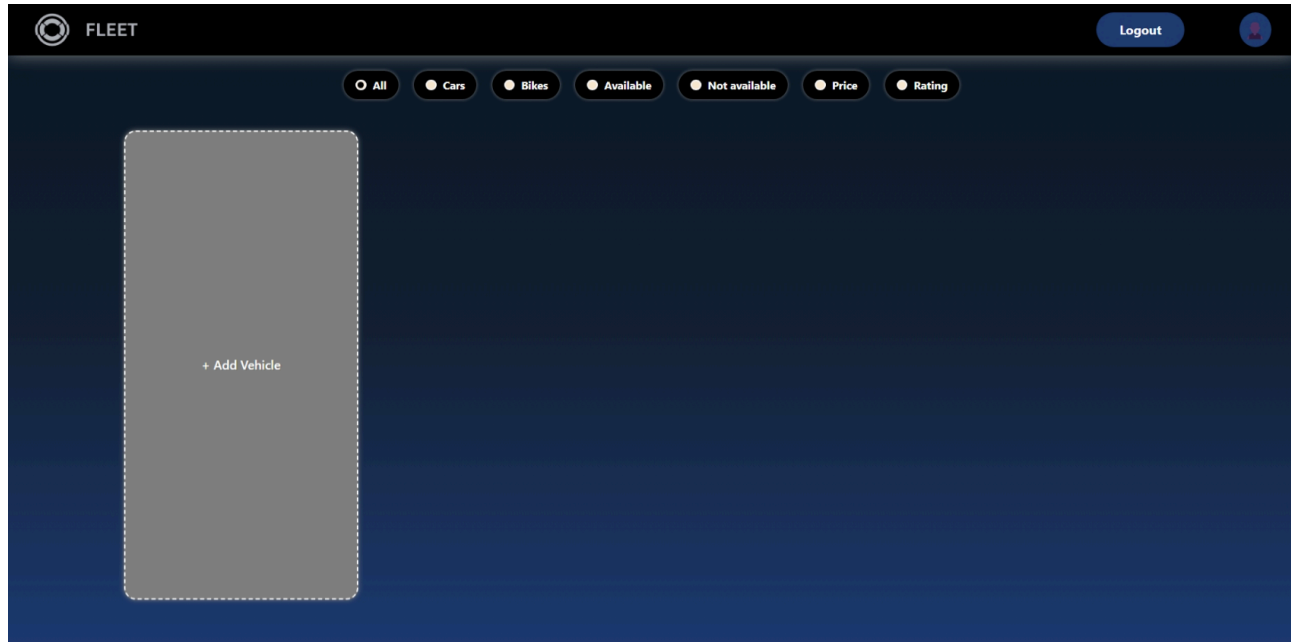 FLEET Logout
All Cars Bikes Available Not available Price Rating
+ Add Vehicle